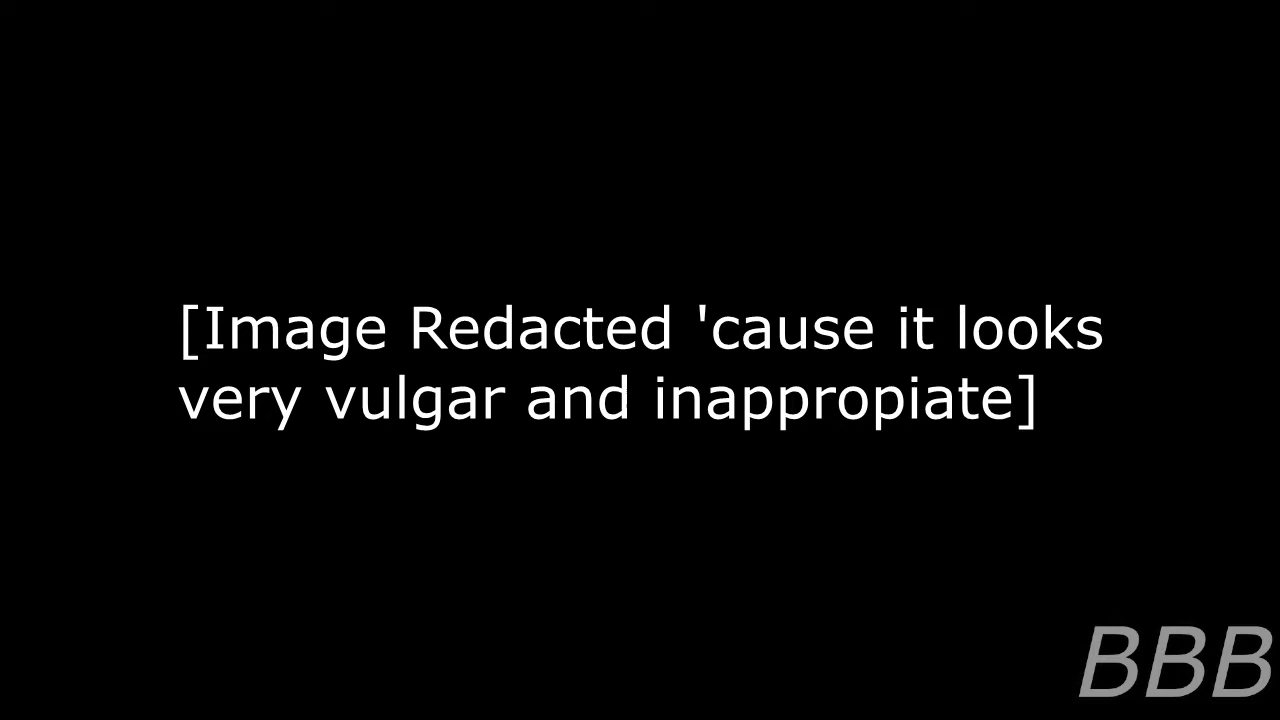 [Image Redacted 'cause it looks
very vulgar and inappropiate]
BBB